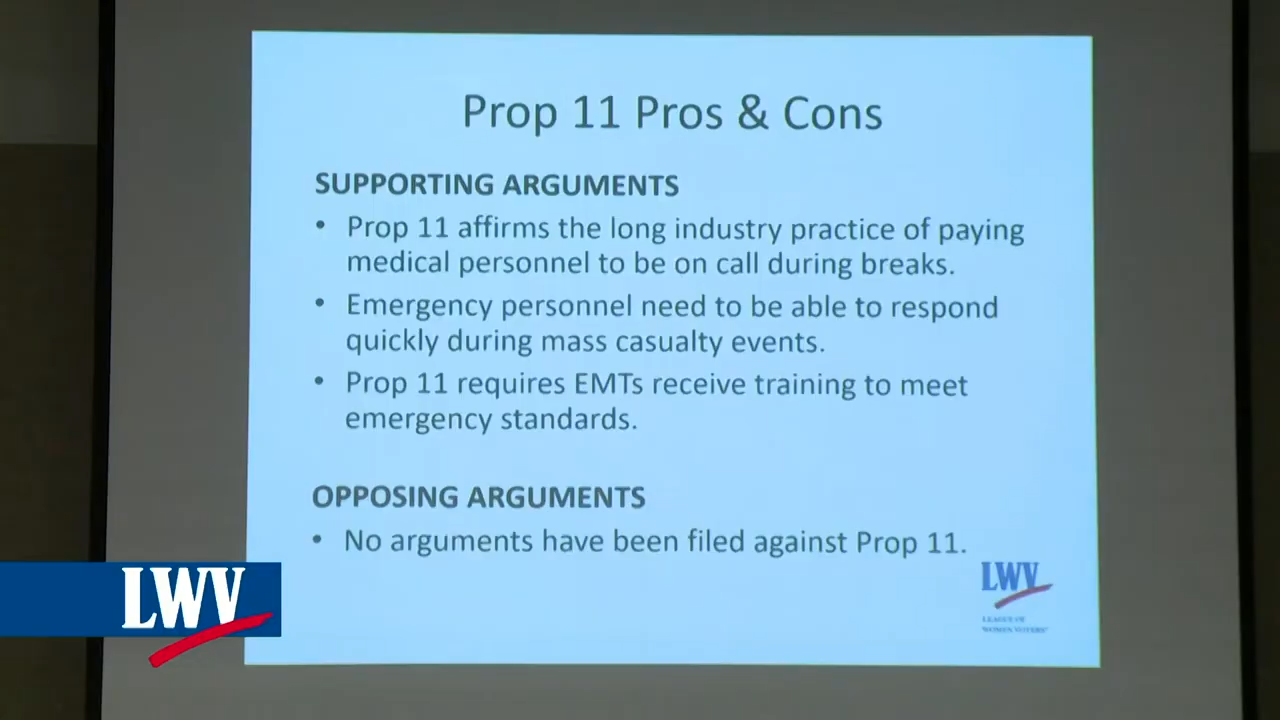 Prop 11 Pros & Cons
SUPPORTING ARGUMENTS
• Prop 11 affirms the long industry practice of paying
medical personnel to be on call during breaks.
• Emergency personnel need to be able to respond
quickly during mass casualty events.
• Prop 11 requires EMTs receive training to meet
emergency standards.
OPPOSING ARGUMENTS
• No arguments have been filed against Prop 11.
LWV
LEAGUE OF
WOMEN VOTERS®
LWV